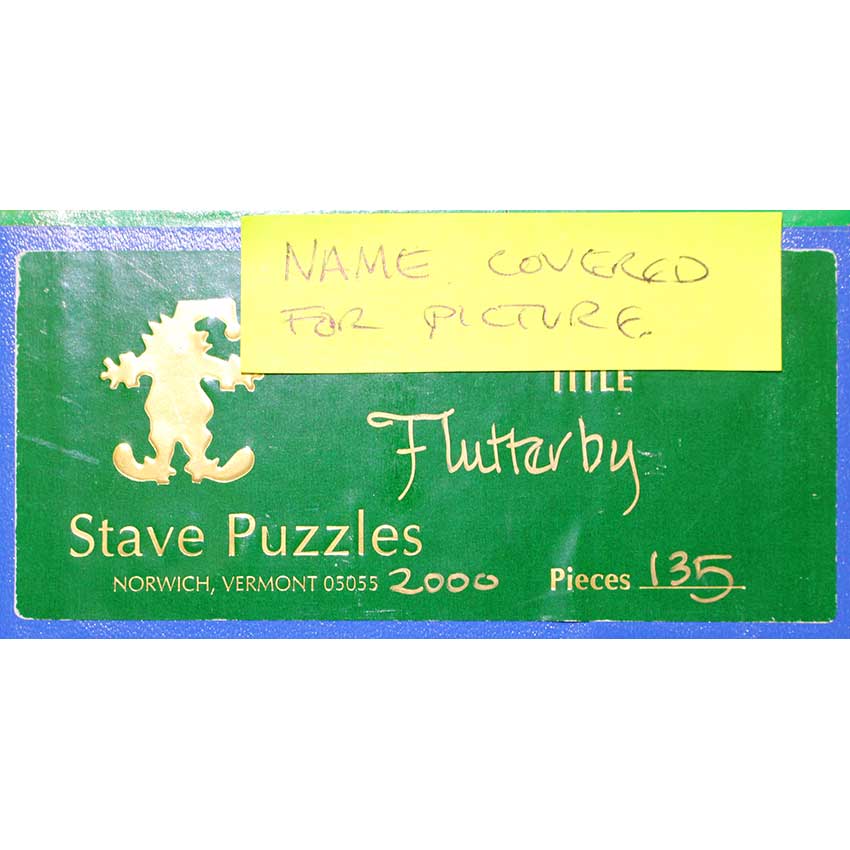 NAME COVERED
FOR PICTURE.
TITLE
Flutterby
Stave Puzzles
NORWICH, VERMONT 05055 2000
Pieces 135